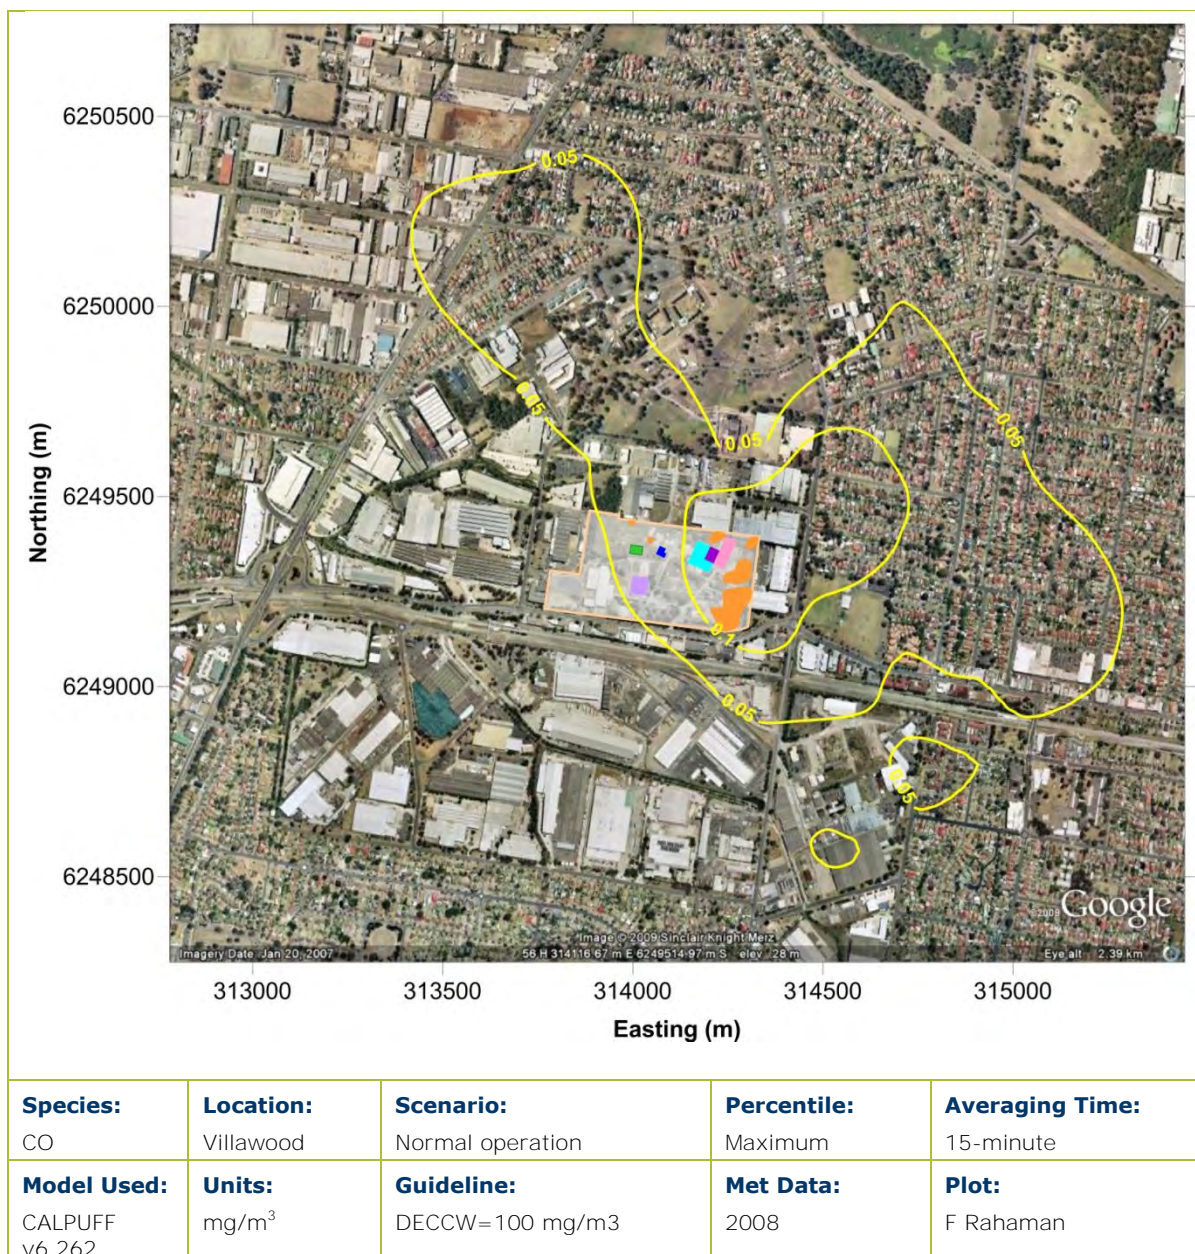 Northing (m)
6250500
6250000
6249500
6249000
6248500
0.05
0.05
0.05
0.05
0.1
0.05
0.05
©2009 Google
Image © 2009 Sinclair Knight Merz
Imagery Date: Jan 20, 2007
56 H 314116.67 m E 6249514.97 m S elev 28 m
Eye alt 2.39 km
313000 313500 314000 314500 315000
Easting (m)
Species: Location: Scenario: Percentile: Averaging Time:
CO Villawood Normal operation Maximum 15-minute
Model Used: Units: Guideline: Met Data: Plot:
CALPUFF mg/m³ DECCW=100 mg/m3 2008 F Rahaman
v6.262